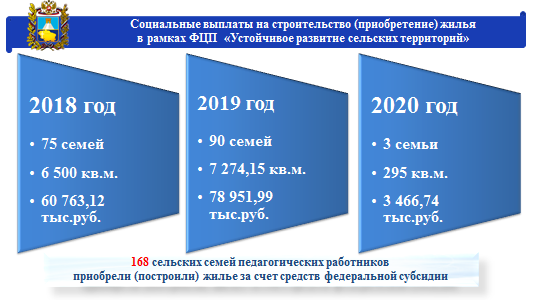 Социальные выплаты на строительство (приобретение) жилья
в рамках ФЦП «Устойчивое развитие сельских территорий»
2018 год
• 75 семей
• 6 500 кв.м.
• 60 763,12
тыс.руб.
2019 год
• 90 семей
• 7 274,15 кв.м.
• 78 951,99
тыс.руб.
2020 год
• 3 семьи
• 295 кв.м.
• 3 466,74
тыс.руб.
168 сельских семей педагогических работников
приобрели (построили) жилье за счет средств федеральной субсидии